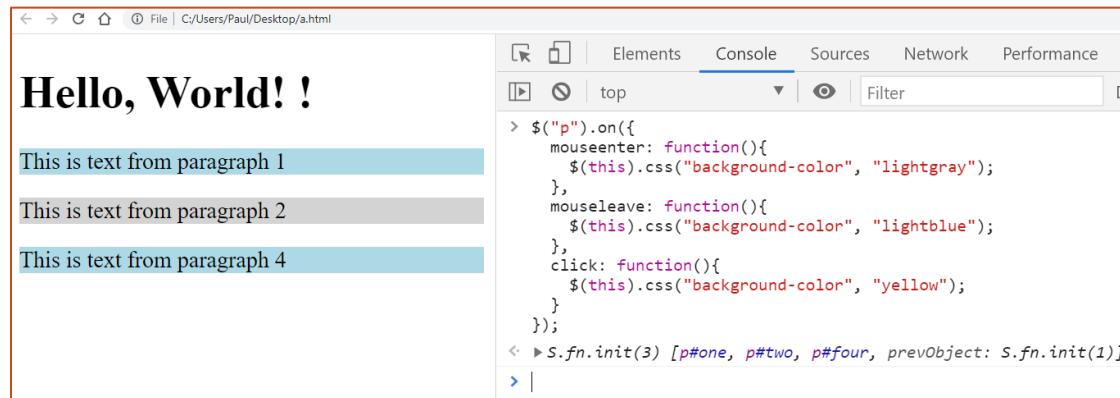 File | C:/Users/Paul/Desktop/a.html
Hello, World! !
This is text from paragraph 1
This is text from paragraph 2
This is text from paragraph 4
Elements Console Sources Network Performance
top Filter
> $("p").on({
mouseenter: function(){
$(this).css("background-color", "lightgray");
},
mouseleave: function(){
$(this).css("background-color", "lightblue");
},
click: function(){
$(this).css("background-color", "yellow");
}
});
S.fn.init(3) [p#one, p#two, p#four, prevObject: S.fn.init(1)]
>